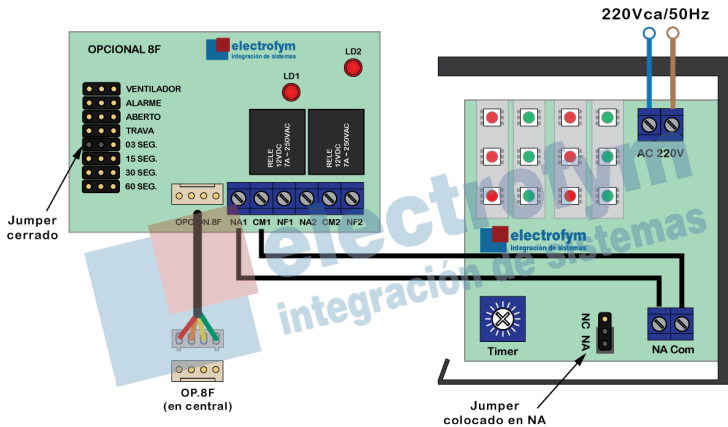 220Vca/50Hz
OPCIONAL 8F
electrofym
integración de sistemas
LD2
LD1
VENTILADOR
ALARME
ABERTO
TRAVA
03 SEG.
15 SEG.
30 SEG.
60 SEG.
RELE
12VDC
7A ~ 250VAC
RELE
12VDC
7A ~ 250VAC
Jumper
cerrado
OPCION.8F
NA1 CM1 NF1 NA2 CM2 NF2
AC 220V
electrofym
integración de sistemas
electrofym
integración de sistemas
Timer
NC NA
NA Com
OP.8F
(en central)
Jumper
colocado en NA